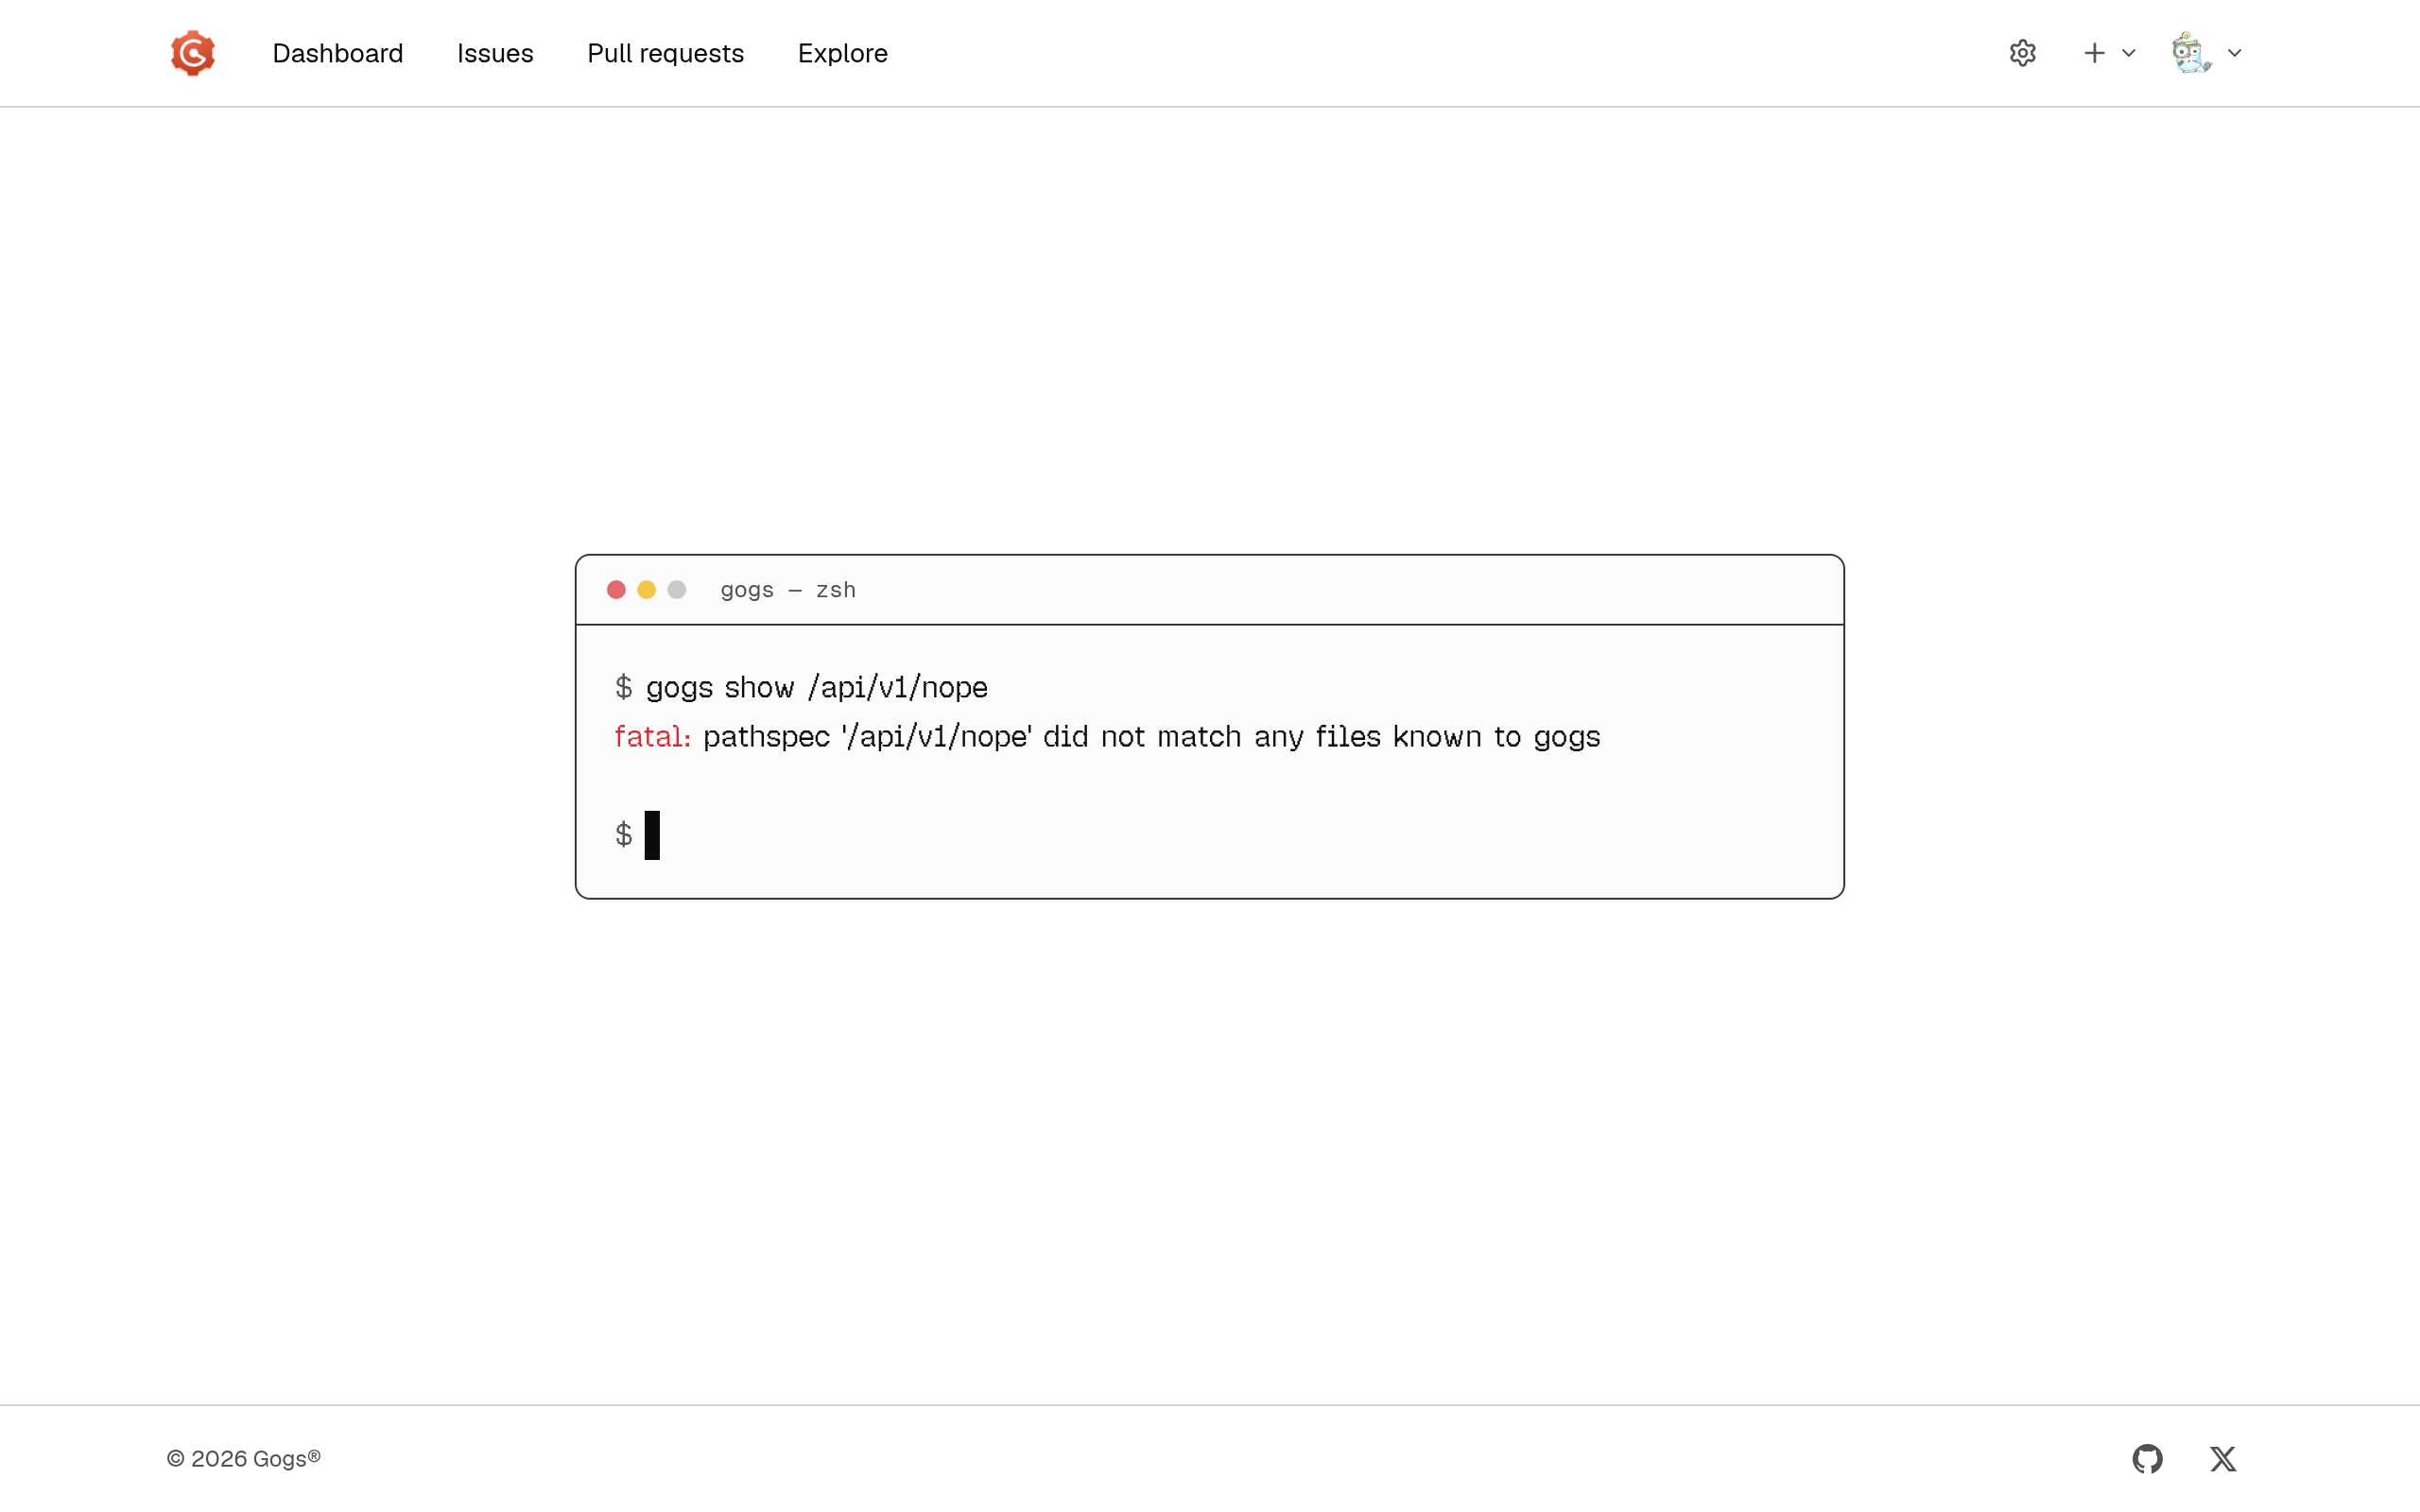 Dashboard Issues Pull requests Explore
gogs — zsh
$ gogs show /api/v1/nope
fatal: pathspec '/api/v1/nope' did not match any files known to gogs
$
© 2026 Gogs®